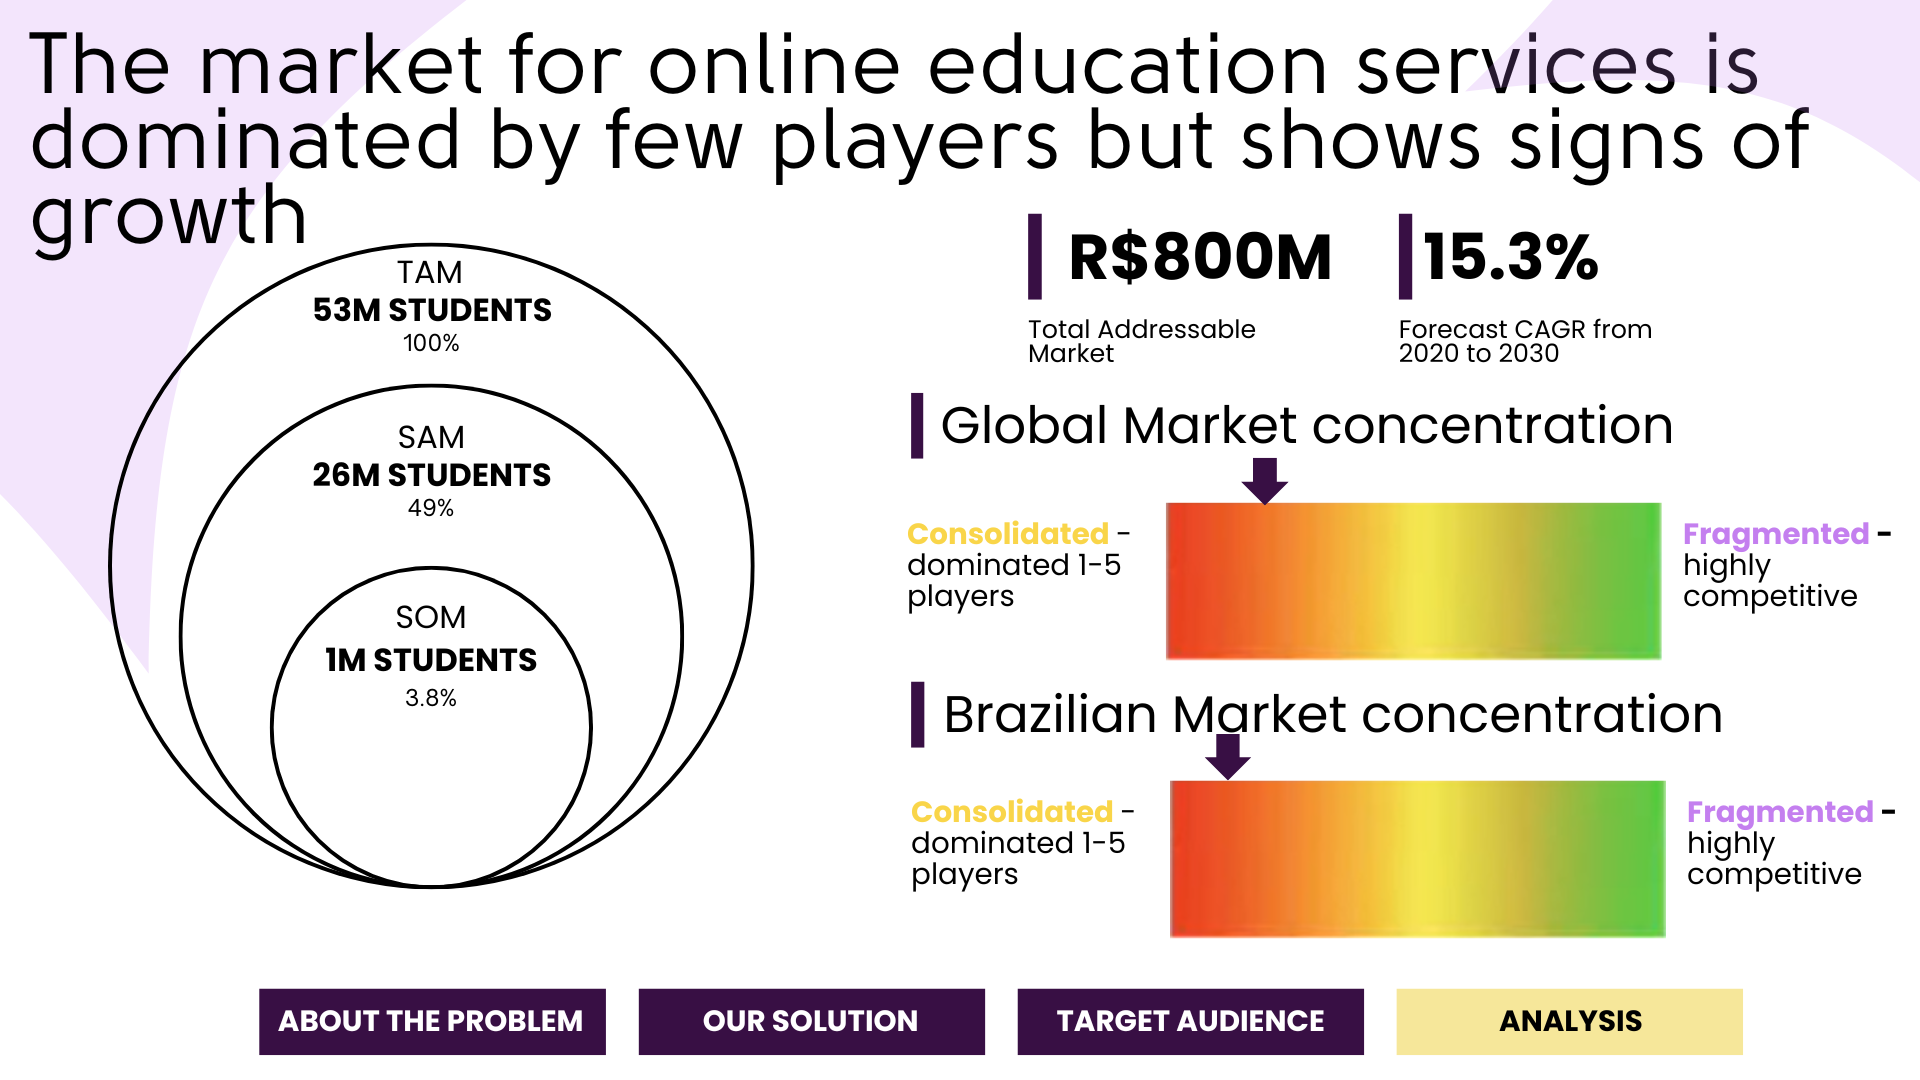 The market for online education services is
dominated by few players but shows signs of
growth
TAM
53M STUDENTS
100%
SAM
26M STUDENTS
49%
SOM
1M STUDENTS
3.8%
R$800M
Total Addressable
Market
15.3%
Forecast CAGR from
2020 to 2030
Global Market concentration
Consolidated -
dominated 1-5
players
Fragmented -
highly
competitive
Brazilian Market concentration
Consolidated -
dominated 1-5
players
Fragmented -
highly
competitive
ABOUT THE PROBLEM
OUR SOLUTION
TARGET AUDIENCE
ANALYSIS